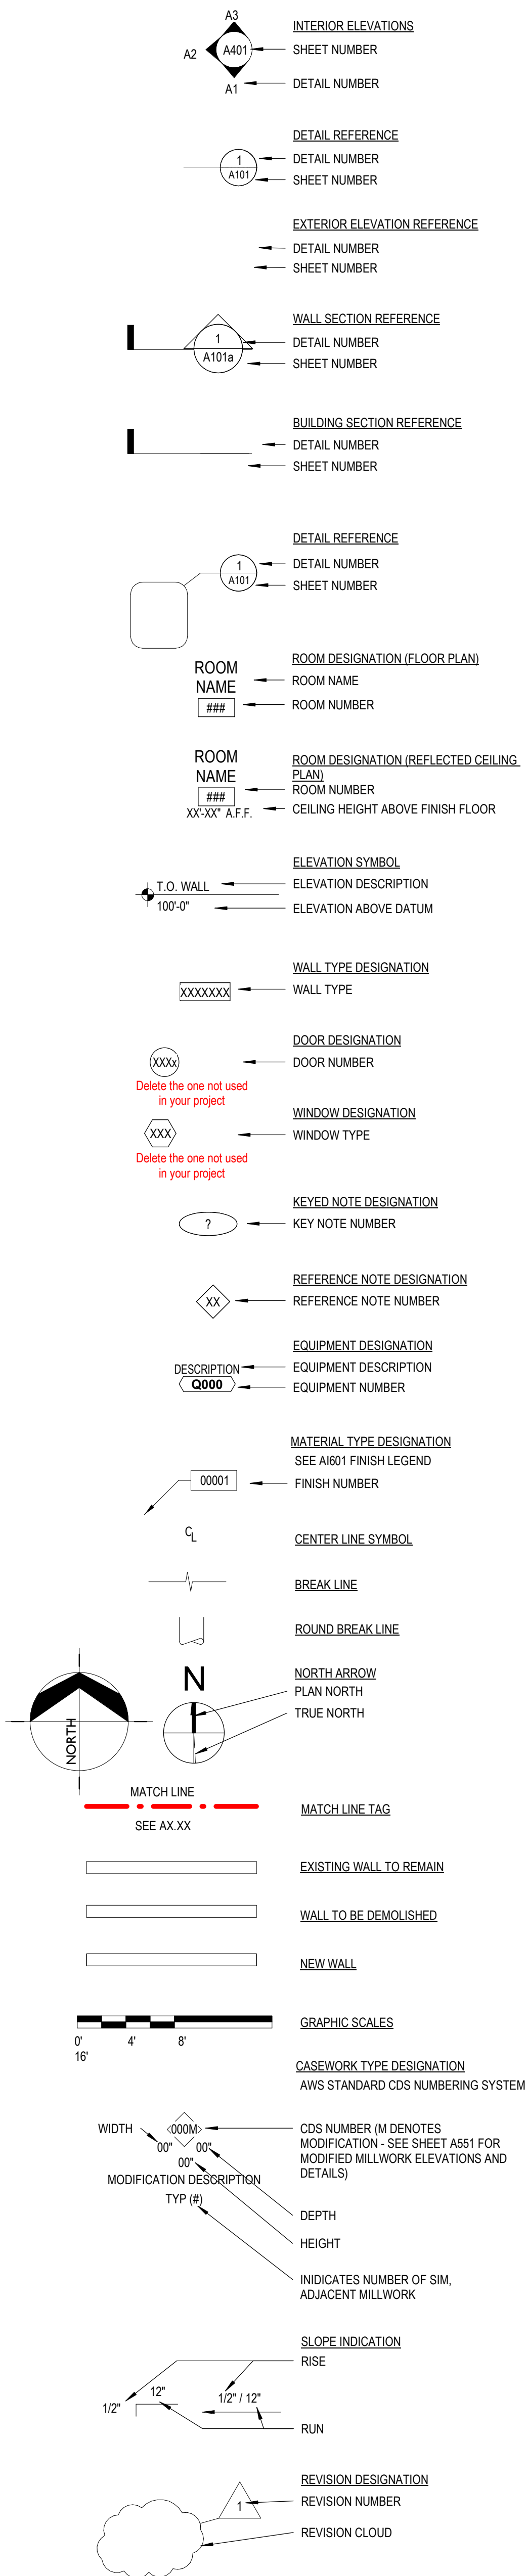 A3
INTERIOR ELEVATIONS
A2
A401
SHEET NUMBER
A1
DETAIL NUMBER
DETAIL REFERENCE
1
DETAIL NUMBER
A101
SHEET NUMBER
EXTERIOR ELEVATION REFERENCE
DETAIL NUMBER
SHEET NUMBER
WALL SECTION REFERENCE
1
DETAIL NUMBER
A101a
SHEET NUMBER
BUILDING SECTION REFERENCE
DETAIL NUMBER
SHEET NUMBER
DETAIL REFERENCE
1
DETAIL NUMBER
A101
SHEET NUMBER
ROOM
NAME
###
ROOM DESIGNATION (FLOOR PLAN)
ROOM NAME
ROOM NUMBER
ROOM
NAME
###
XX'-XX" A.F.F.
ROOM DESIGNATION (REFLECTED CEILING
PLAN)
ROOM NUMBER
CEILING HEIGHT ABOVE FINISH FLOOR
ELEVATION SYMBOL
T.O. WALL
ELEVATION DESCRIPTION
100'-0"
ELEVATION ABOVE DATUM
WALL TYPE DESIGNATION
XXXXXXX
WALL TYPE
DOOR DESIGNATION
XXXx
DOOR NUMBER
Delete the one not used
in your project
WINDOW DESIGNATION
XXX
WINDOW TYPE
Delete the one not used
in your project
KEYED NOTE DESIGNATION
?
KEY NOTE NUMBER
REFERENCE NOTE DESIGNATION
XX
REFERENCE NOTE NUMBER
EQUIPMENT DESIGNATION
DESCRIPTION
EQUIPMENT DESCRIPTION
Q000
EQUIPMENT NUMBER
MATERIAL TYPE DESIGNATION
SEE AI601 FINISH LEGEND
00001
FINISH NUMBER
CL
CENTER LINE SYMBOL
BREAK LINE
ROUND BREAK LINE
NORTH
N
NORTH ARROW
PLAN NORTH
TRUE NORTH
MATCH LINE
SEE AX.XX
MATCH LINE TAG
EXISTING WALL TO REMAIN
WALL TO BE DEMOLISHED
NEW WALL
GRAPHIC SCALES
0' 4' 8'
16'
CASEWORK TYPE DESIGNATION
AWS STANDARD CDS NUMBERING SYSTEM
WIDTH
000M
00" 00"
00"
MODIFICATION DESCRIPTION
TYP (#)
CDS NUMBER (M DENOTES
MODIFICATION - SEE SHEET A551 FOR
MODIFIED MILLWORK ELEVATIONS AND
DETAILS)
DEPTH
HEIGHT
INIDICATES NUMBER OF SIM,
ADJACENT MILLWORK
SLOPE INDICATION
RISE
12"
1/2"
1/2" / 12"
RUN
REVISION DESIGNATION
1
REVISION NUMBER
REVISION CLOUD